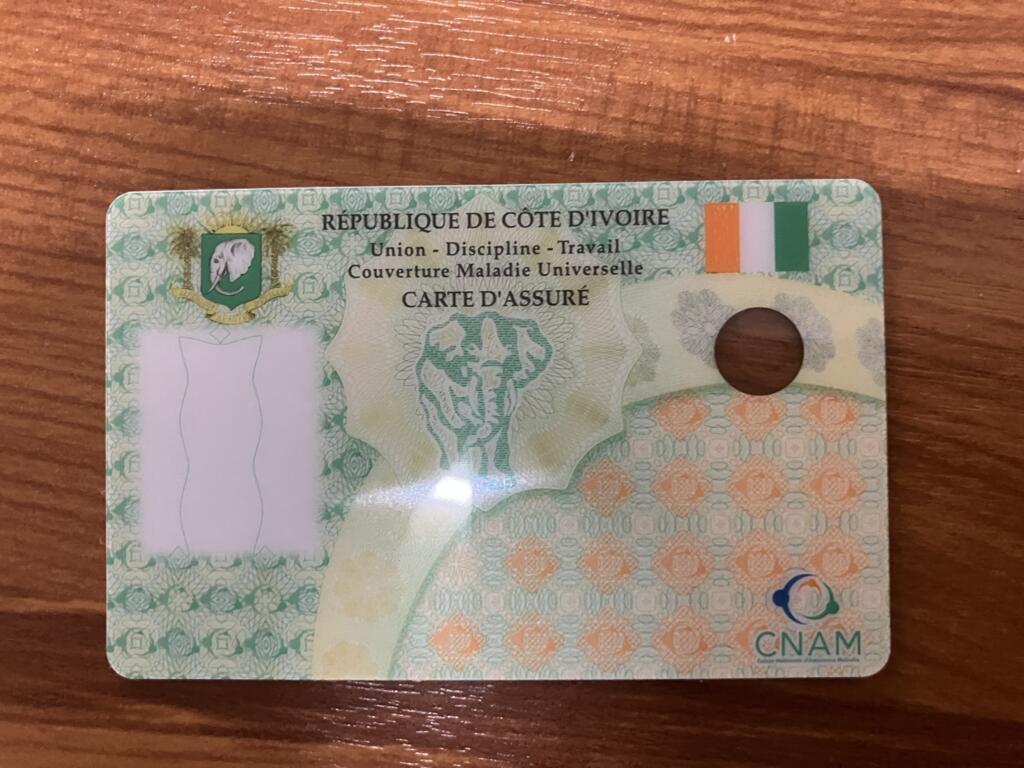 RÉPUBLIQUE DE CÔTE D'IVOIRE
Union - Discipline - Travail
Couverture Maladie Universelle
CARTE D'ASSURÉ
CNAM